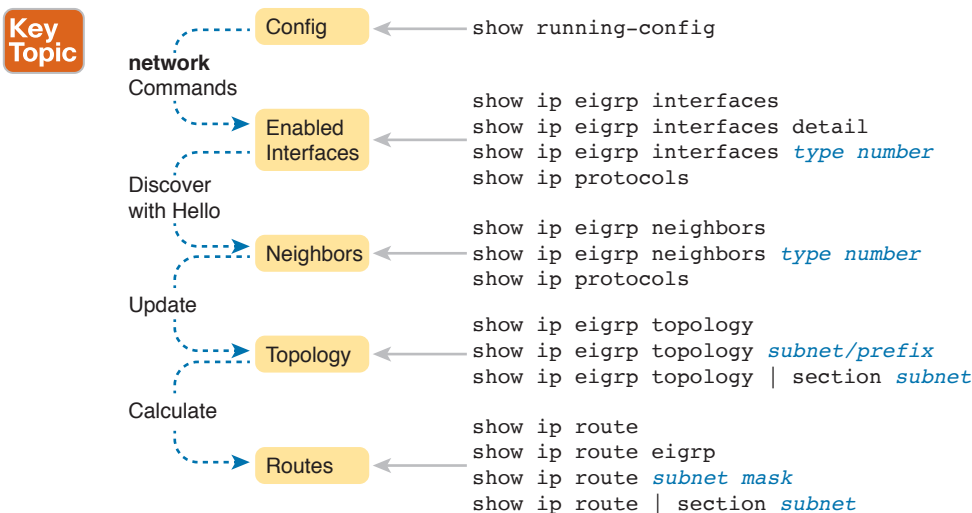 Key
Topic
Config
show running-config
network
Commands
Enabled
Interfaces
show ip eigrp interfaces
show ip eigrp interfaces detail
show ip eigrp interfaces type number
show ip protocols
Discover
with Hello
Neighbors
show ip eigrp neighbors
show ip eigrp neighbors type number
show ip protocols
Update
Topology
show ip eigrp topology
show ip eigrp topology subnet/prefix
show ip eigrp topology | section subnet
Calculate
Routes
show ip route
show ip route eigrp
show ip route subnet mask
show ip route | section subnet